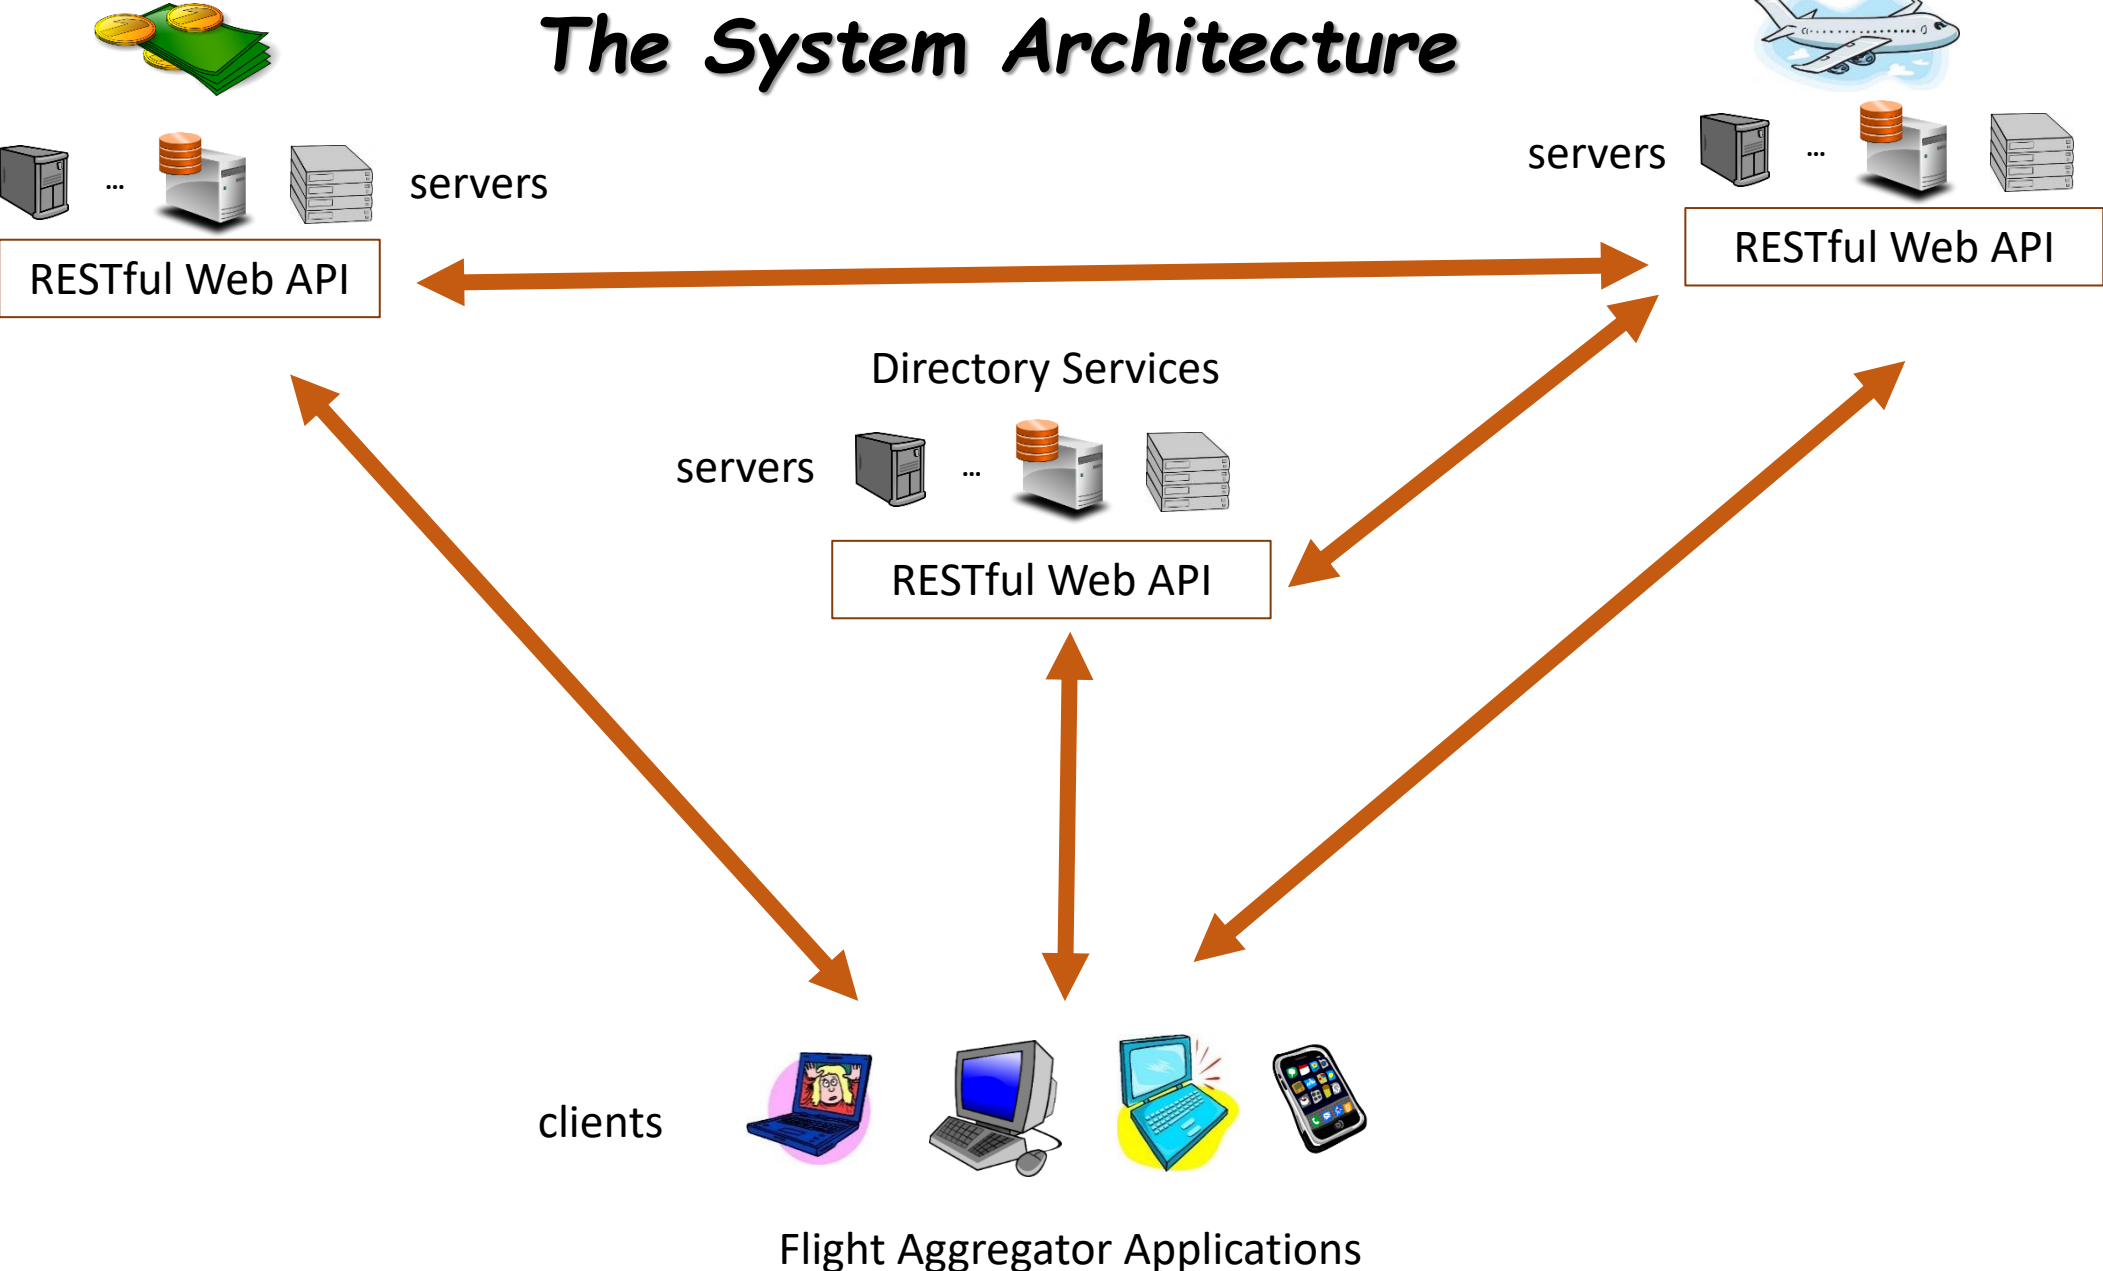 The System Architecture
servers
...
servers
...
RESTful Web API
RESTful Web API
Directory Services
servers
...
RESTful Web API
clients
Flight Aggregator Applications